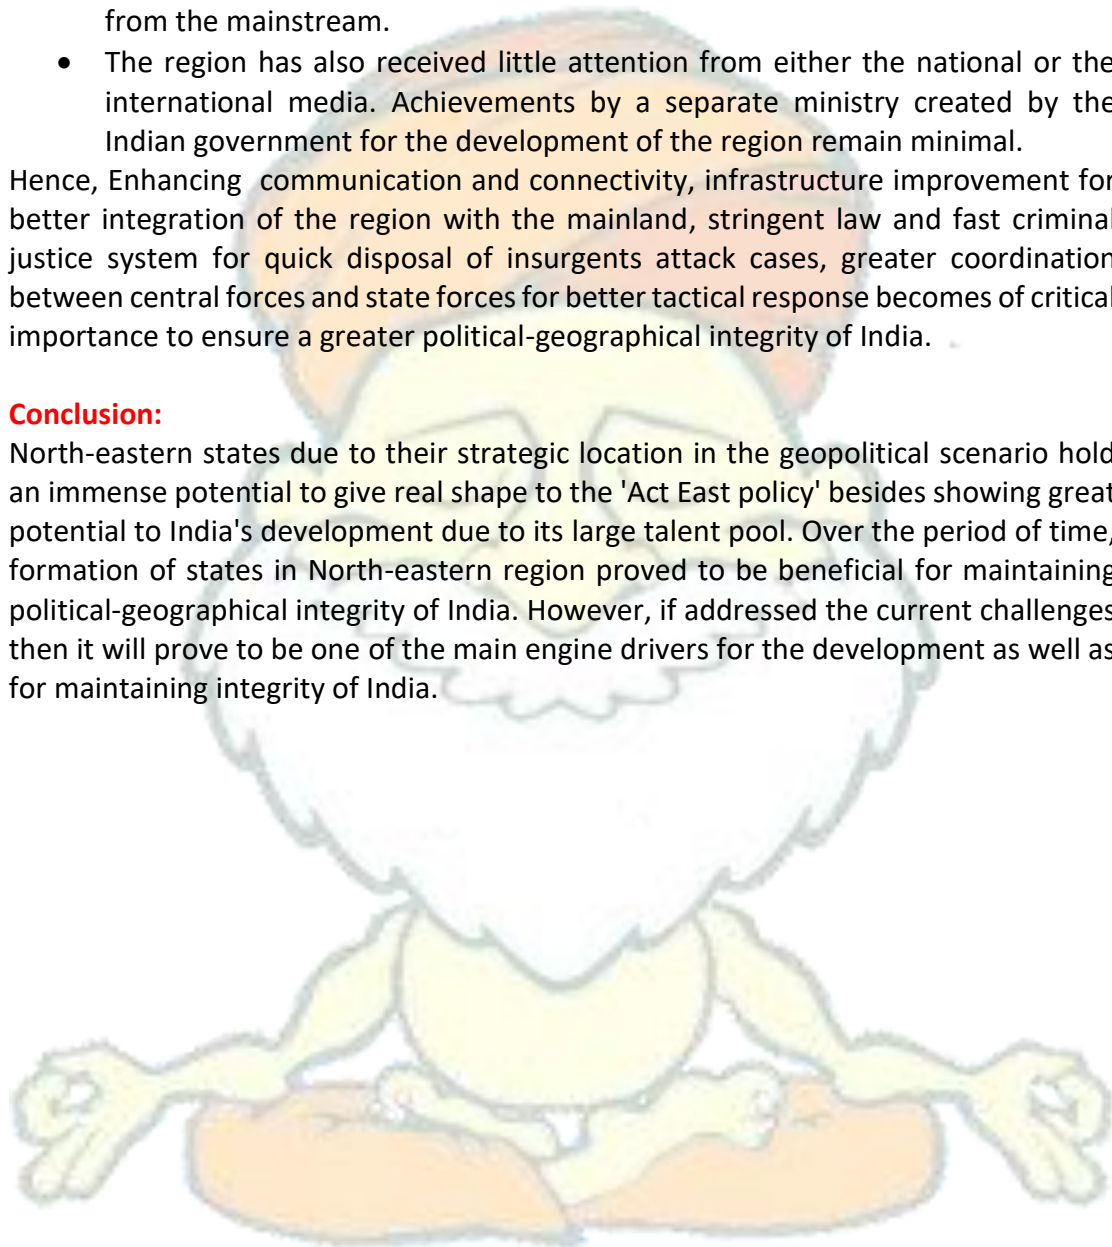 from the mainstream.
• The region has also received little attention from either the national or the
international media. Achievements by a separate ministry created by the
Indian government for the development of the region remain minimal.
Hence, Enhancing communication and connectivity, infrastructure improvement for
better integration of the region with the mainland, stringent law and fast criminal
justice system for quick disposal of insurgents attack cases, greater coordination
between central forces and state forces for better tactical response becomes of critical
importance to ensure a greater political-geographical integrity of India.
Conclusion:
North-eastern states due to their strategic location in the geopolitical scenario hold
an immense potential to give real shape to the 'Act East policy' besides showing great
potential to India's development due to its large talent pool. Over the period of time,
formation of states in North-eastern region proved to be beneficial for maintaining
political-geographical integrity of India. However, if addressed the current challenges
then it will prove to be one of the main engine drivers for the development as well as
for maintaining integrity of India.